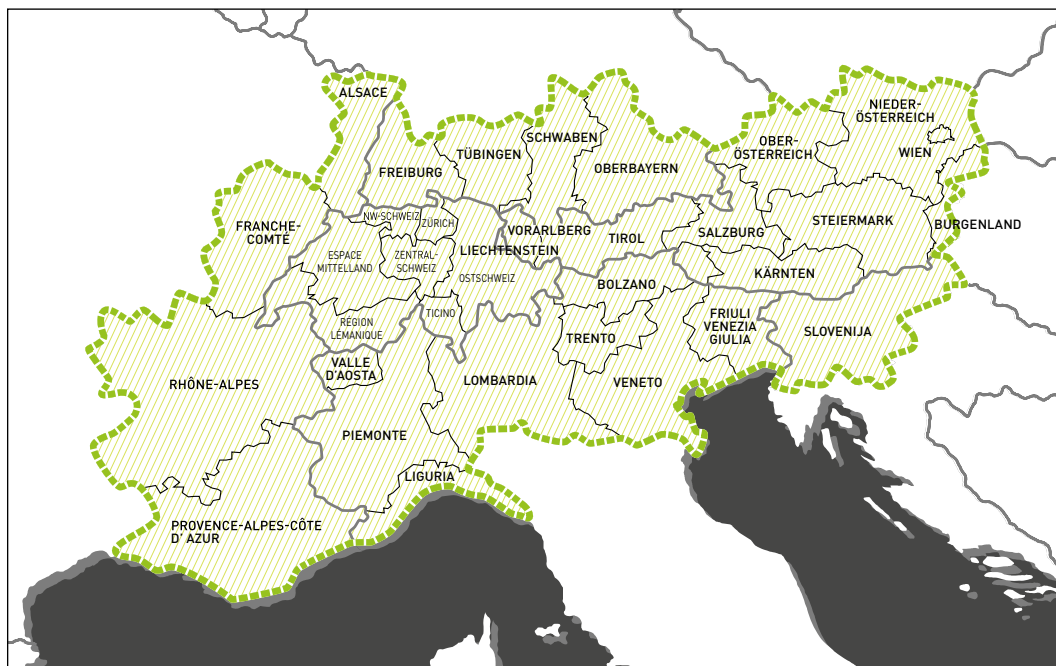 ALSACE
NIEDER-
ÖSTERREICH
SCHWABEN
OBER-
ÖSTERREICH
WIEN
TÜBINGEN
OBERBAYERN
FREIBURG
NW-SCHWEIZ
ZÜRICH
FRANCHE-
COMTÉ
VORARLBERG
TIROL
SALZBURG
STEIERMARK
BURGENLAND
LIECHTENSTEIN
ESPACE
MITTELLAND
ZENTRAL-
SCHWEIZ
OSTSCHWEIZ
BOLZANO
KÄRNTEN
RÉGION
LÉMANIQUE
TICINO
FRIULI
VENEZIA
GIULIA
SLOVENIJA
TRENTO
VALLE
D'AOSTA
RHÔNE-ALPES
LOMBARDIA
VENETO
PIEMONTE
LIGURIA
PROVENCE-ALPES-CÔTE
D' AZUR